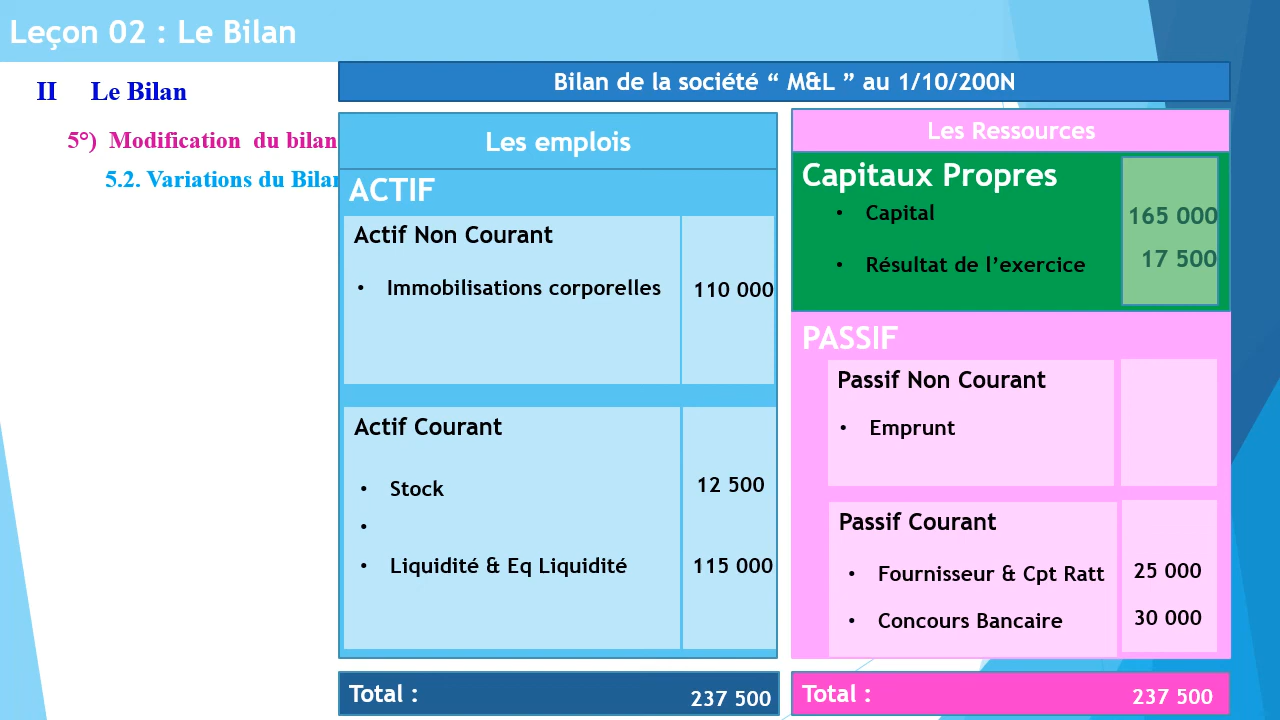 Leçon 02 : Le Bilan
II Le Bilan
5°) Modification du bilan
5.2. Variations du Bilan
Bilan de la société “ M&L ” au 1/10/200N
Les emplois
ACTIF
Actif Non Courant
• Immobilisations corporelles 110 000
Actif Courant
• Stock 12 500
•
• Liquidité & Eq Liquidité 115 000
Total : 237 500
Les Ressources
Capitaux Propres
• Capital 165 000
• Résultat de l’exercice 17 500
PASSIF
Passif Non Courant
• Emprunt
Passif Courant
• Fournisseur & Cpt Ratt 25 000
• Concours Bancaire 30 000
Total : 237 500